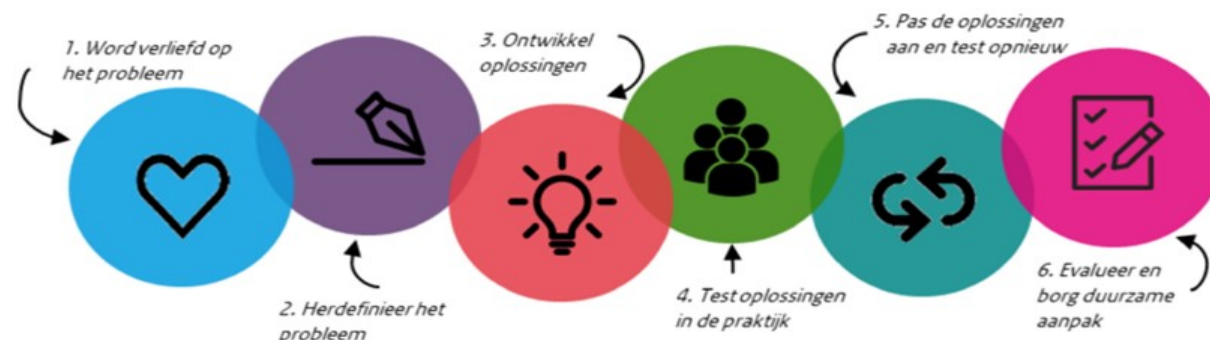 1. Word verliefd op
het probleem
2. Herdefinieer het
probleem
3. Ontwikkel
oplossingen
4. Test oplossingen
in de praktijk
5. Pas de oplossingen
aan en test opnieuw
6. Evalueer en
borg duurzame
aanpak